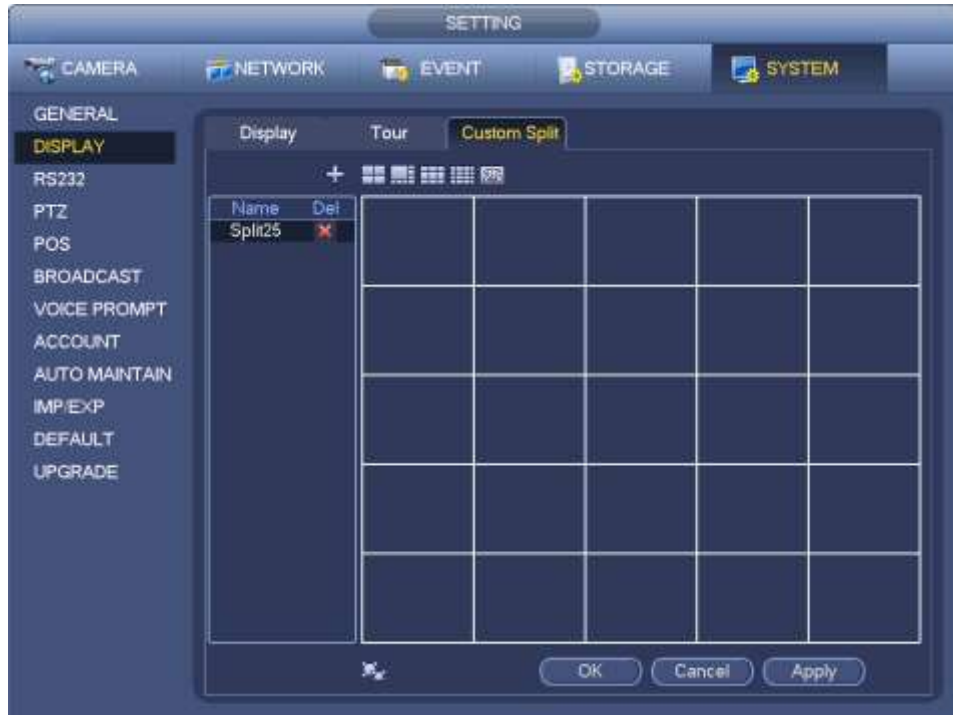 SETTING
CAMERA NETWORK EVENT STORAGE SYSTEM
GENERAL
DISPLAY
RS232
PTZ
POS
BROADCAST
VOICE PROMPT
ACCOUNT
AUTO MAINTAIN
IMP/EXP
DEFAULT
UPGRADE
Display Tour Custom Split
Name Del
Split25
OK Cancel Apply